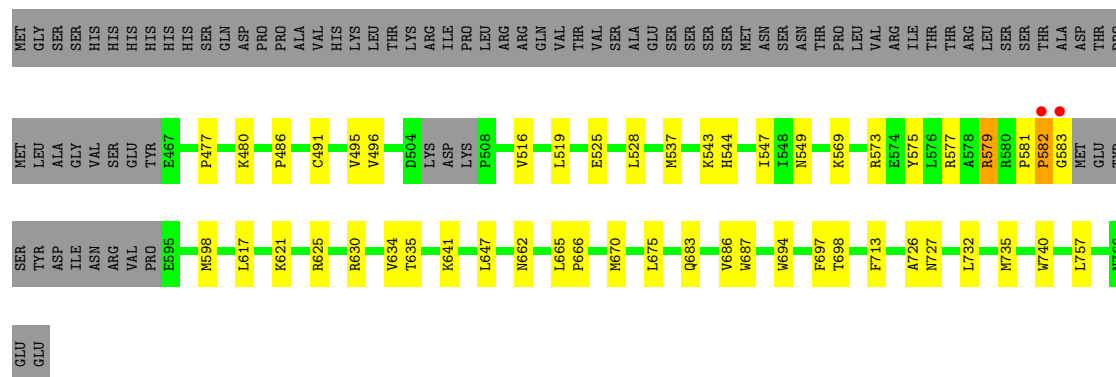 MET GLY SER SER HIS HIS HIS HIS HIS HIS SER GLN ASP PRO PRO ALA VAL HIS LYS LEU THR LYS ARG ILE PRO LEU ARG ARG GLN VAL THR VAL SER ALA GLU SER SER SER SER MET ASN SER ASN THR PRO LEU VAL ARG ILE THR THR ARG LEU SER SER THR ALA ASP THR PRO
MET LEU ALA GLY VAL SER GLU TYR E467 P477 K480 P486 C491 V495 V496 D504 LYS ASP LYS P508 V516 L519 E525 L528 M537 K543 H544 I547 I548 N549 K569 R573 E574 Y575 L576 R577 A578 R579 R580 P581 P582 G583 MET GLU
SER TYR ASP ILE ASN ARG VAL PRO E595 M598 L617 K621 R625 R630 V634 T635 K641 L647 N662 L665 P666 M670 L675 Q683 V686 W687 W694 F697 T698 F713 A726 N727 L732 M735 W740 L757
GLU GLU